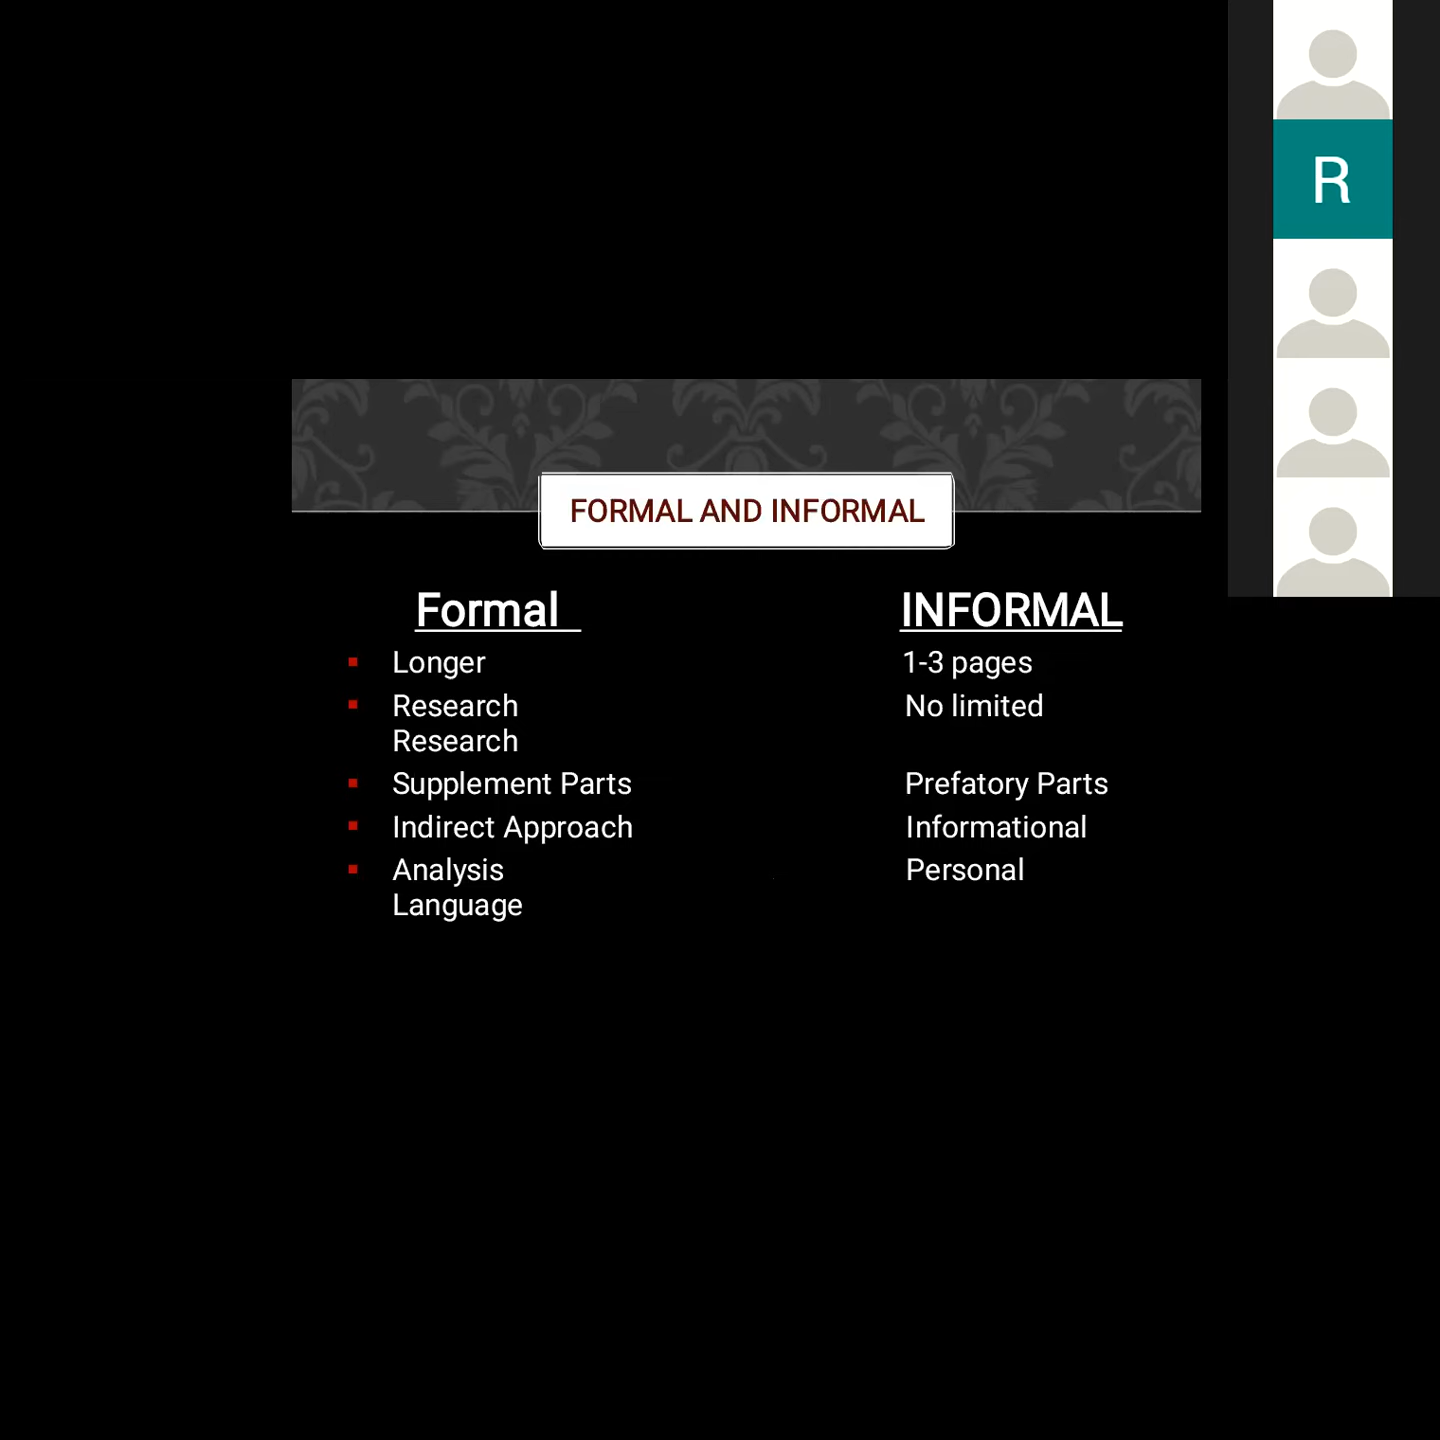 R
FORMAL AND INFORMAL
Formal INFORMAL
Longer 1-3 pages
Research No limited
Research
Supplement Parts Prefatory Parts
Indirect Approach Informational
Analysis Personal
Language